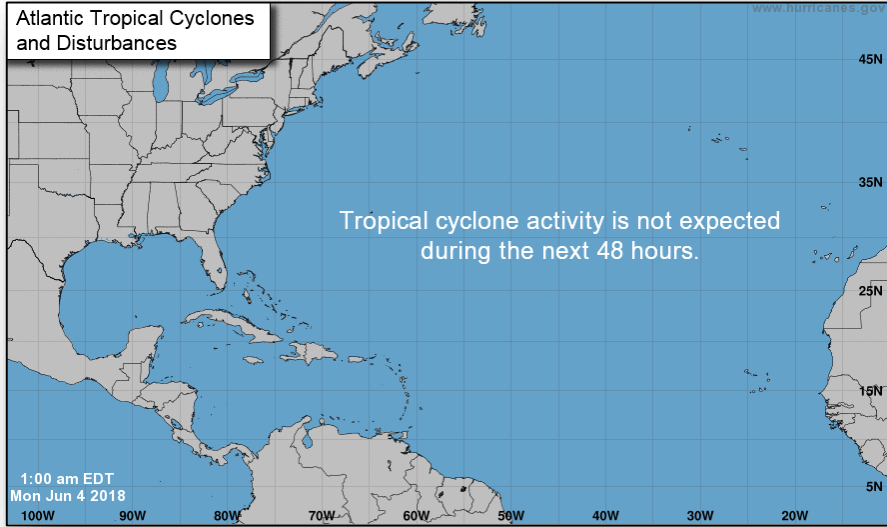 Atlantic Tropical Cyclones
and Disturbances
www.hurricanes.gov
45N
35N
Tropical cyclone activity is not expected
during the next 48 hours.
25N
15N
1:00 am EDT
Mon Jun 4 2018
5N
100W 90W 80W 70W 60W 50W 40W 30W 20W